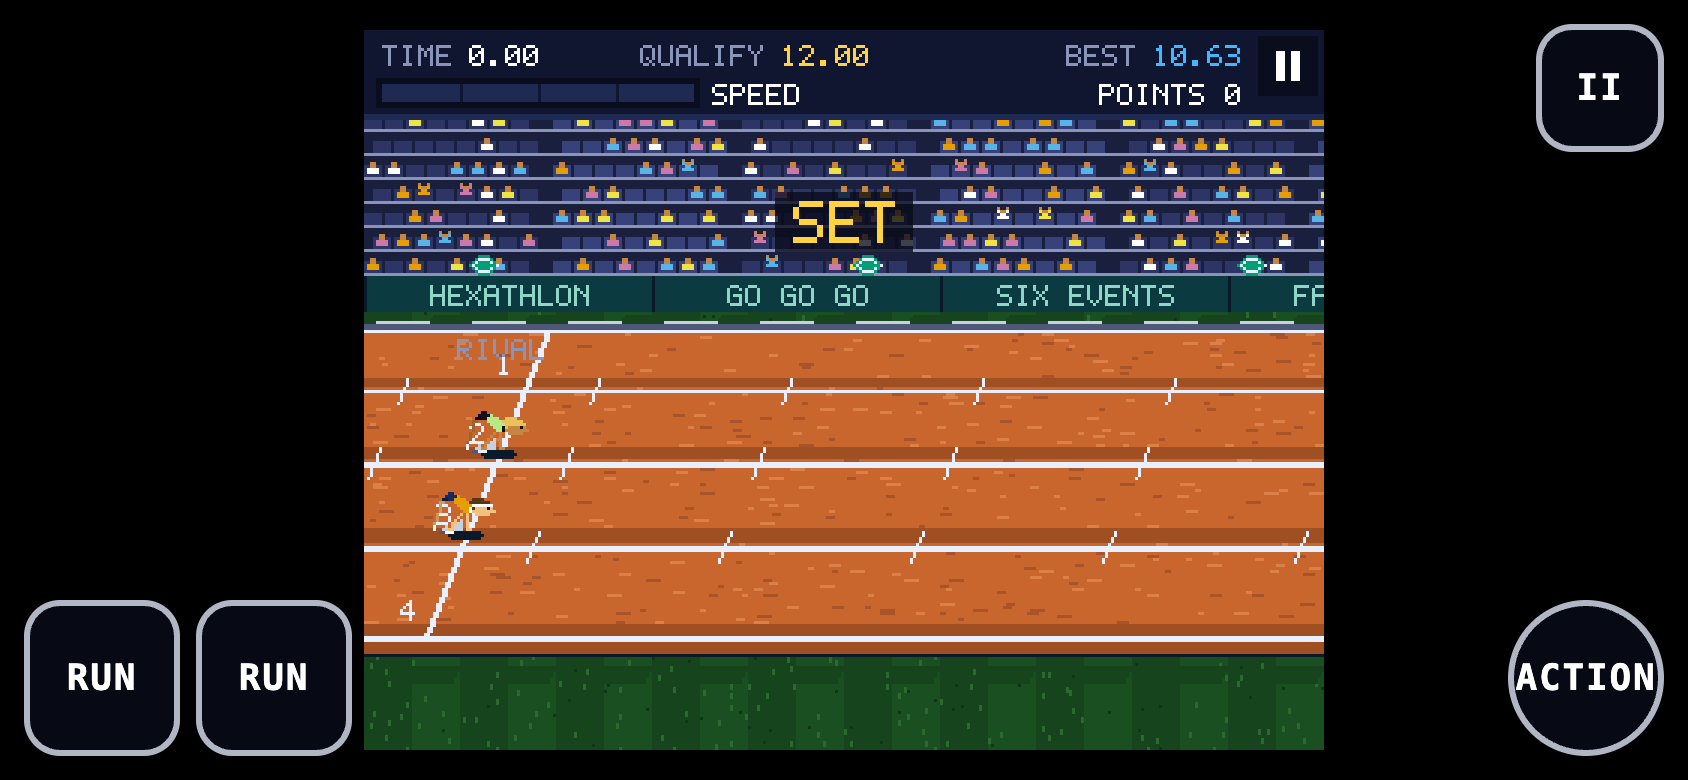 TIME 0.00 QUALIFY 12.00 BEST 10.63
SPEED POINTS 0
II
SET
HEXATHLON GO GO GO SIX EVENTS FA
RIVAL
1
2
3
4
RUN RUN ACTION